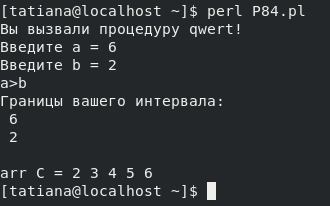 [tatiana@localhost ~]$ perl P84.pl
Вы вызвали процедуру qwert!
Введите a = 6
Введите b = 2
a>b
Границы вашего интервала:
6
2
arr C = 2 3 4 5 6
[tatiana@localhost ~]$